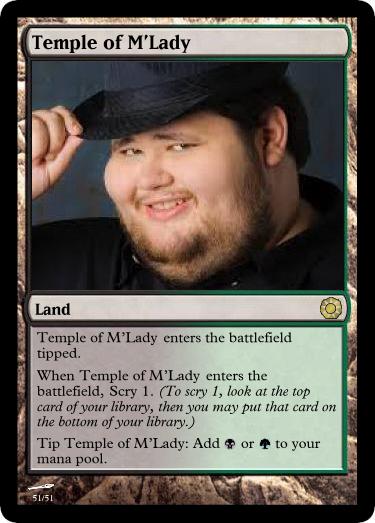 Temple of M'Lady
Land
Temple of M'Lady enters the battlefield
tipped.
When Temple of M'Lady enters the
battlefield, Scry 1. (To scry 1, look at the top
card of your library, then you may put that card on
the bottom of your library.)
Tip Temple of M'Lady: Add or to your
mana pool.
51/51